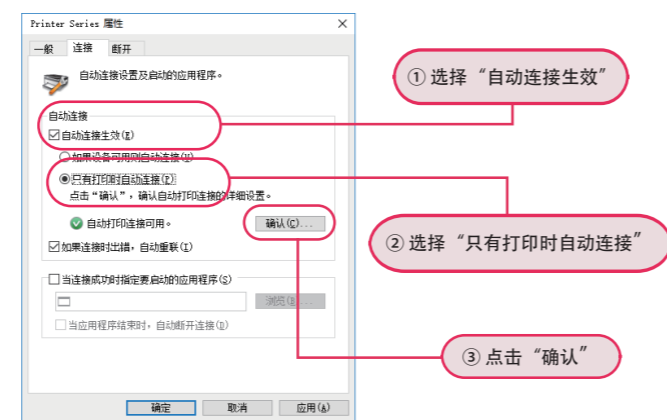 Printer Series 属性
一般 连接 断开
自动连接设置及启动的应用程序。
① 选择“自动连接生效”
自动连接
自动连接生效(E)
如果设备可用则自动连接(U)
只有打印时自动连接(P)
点击“确认”，确认自动打印连接的详细设置。
自动打印连接可用。 确认(C)...
② 选择“只有打印时自动连接”
如果连接时出错，自动重联(I)
当连接成功时指定要启动的应用程序(S)
浏览(B)...
当应用程序结束时，自动断开连接(D)
③ 点击“确认”
确定 取消 应用(A)